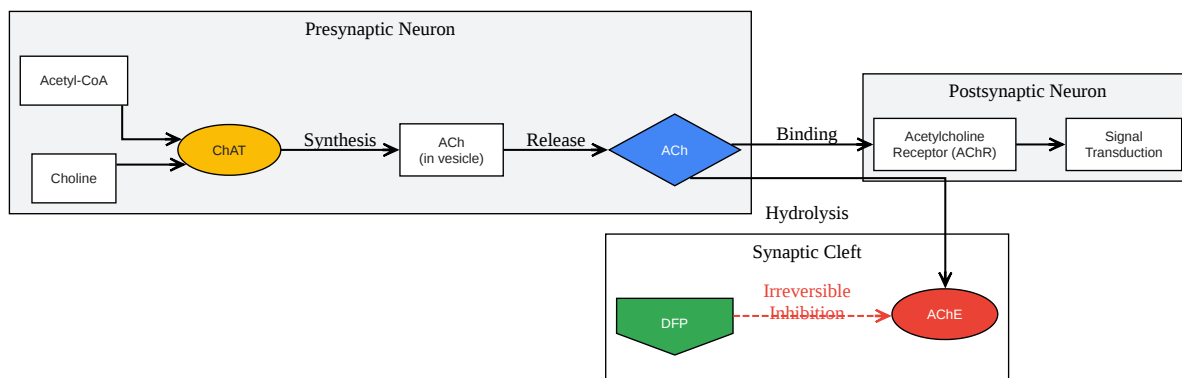 Presynaptic Neuron
Acetyl-CoA
Choline
ChAT
Synthesis
ACh
(in vesicle)
Release
ACh
Binding
Postsynaptic Neuron
Acetylcholine
Receptor (AChR)
Signal
Transduction
Hydrolysis
Synaptic Cleft
DFP
Irreversible
Inhibition
AChE